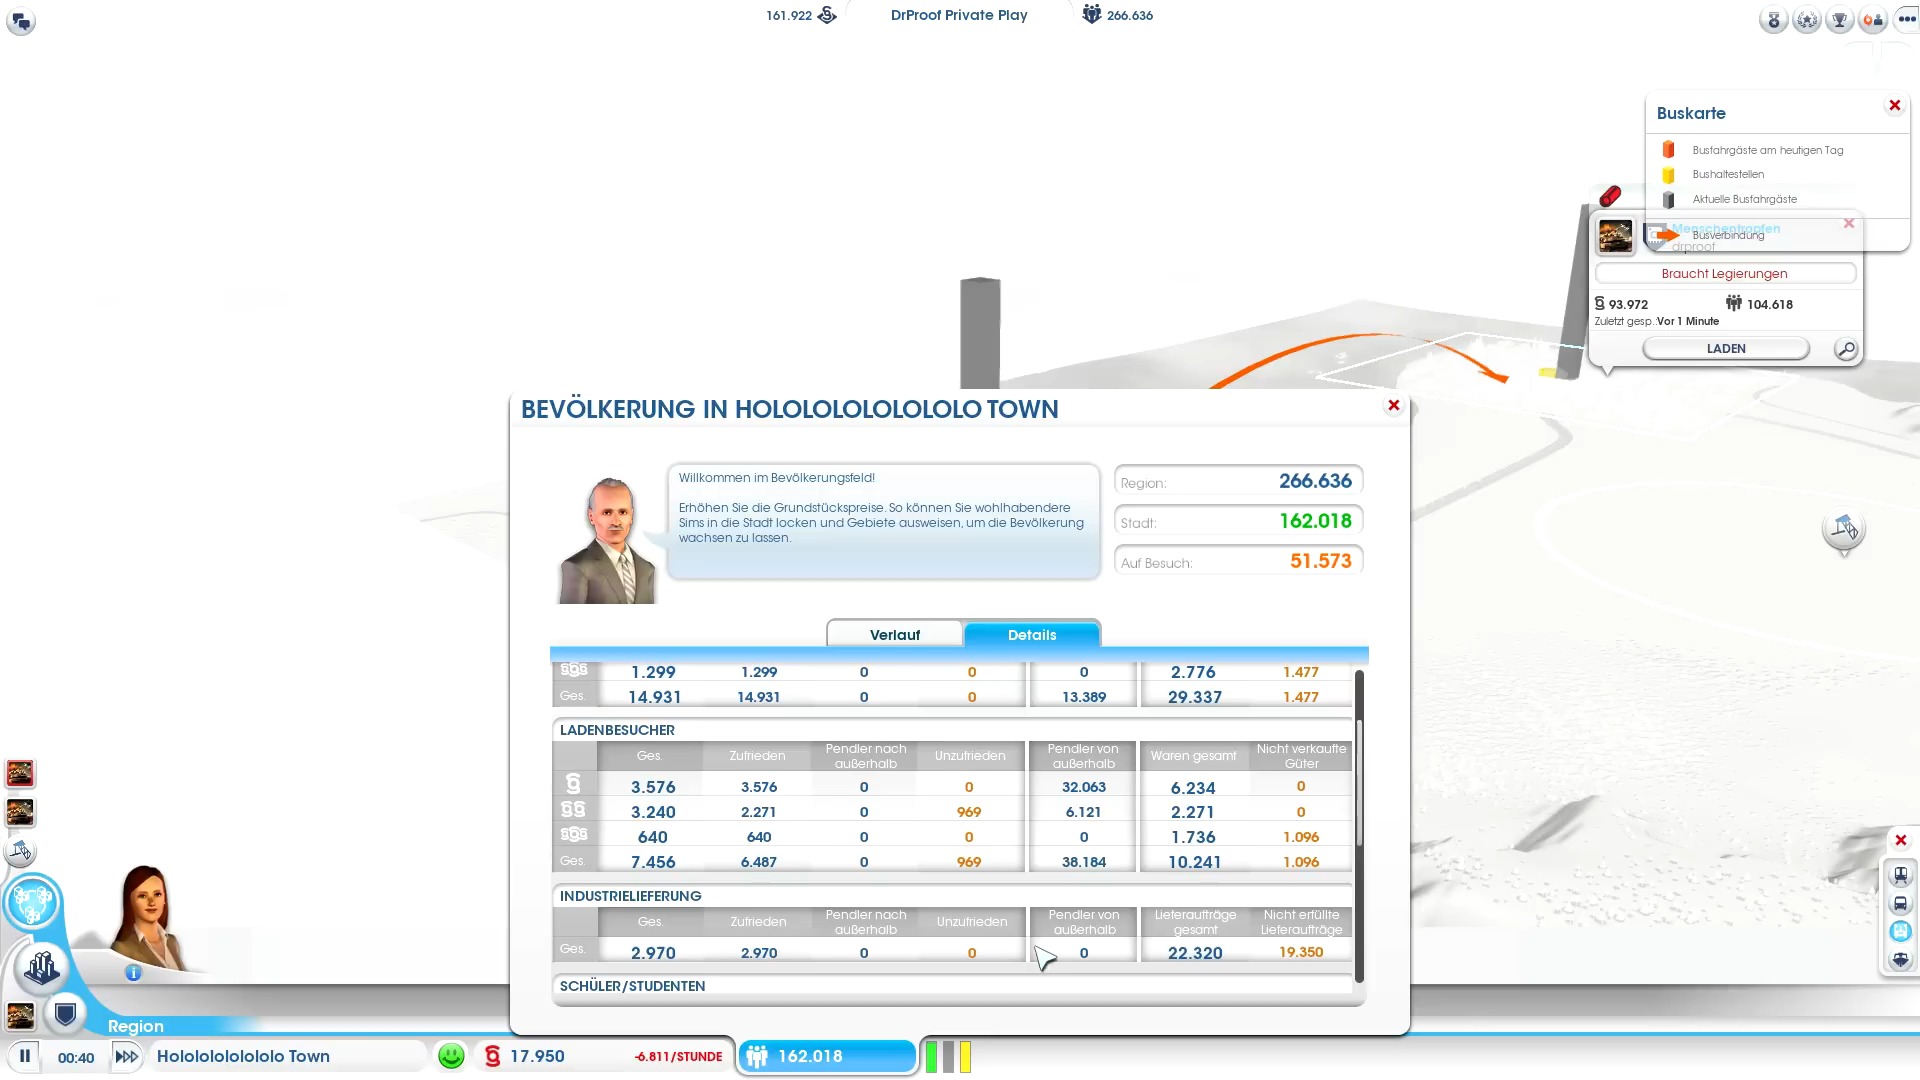 161.922
DrProof Private Play
266.636
Buskarte
Busfahrgäste am heutigen Tag
Bushaltestellen
Aktuelle Busfahrgäste
Menschentropfen
Busverbindung
drproof
Braucht Legierungen
93.972 104.618
Zuletzt gesp.:Vor 1 Minute
LADEN
BEVÖLKERUNG IN HOLOLOLOLOLOLOLO TOWN
Willkommen im Bevölkerungsfeld!
Erhöhen Sie die Grundstückspreise. So können Sie wohlhabendere
Sims in die Stadt locken und Gebiete ausweisen, um die Bevölkerung
wachsen zu lassen.
Region: 266.636
Stadt: 162.018
Auf Besuch: 51.573
Verlauf Details
1.299 1.299 0 0 0 2.776 1.477
Ges. 14.931 14.931 0 0 13.389 29.337 1.477
LADENBESUCHER
Ges. Zufrieden Pendler nach außerhalb Unzufrieden Pendler von außerhalb Waren gesamt Nicht verkaufte Güter
3.576 3.576 0 0 32.063 6.234 0
3.240 2.271 0 969 6.121 2.271 0
640 640 0 0 0 1.736 1.096
Ges. 7.456 6.487 0 969 38.184 10.241 1.096
INDUSTRIELIEFERUNG
Ges. Zufrieden Pendler nach außerhalb Unzufrieden Pendler von außerhalb Lieferaufträge gesamt Nicht erfüllte Lieferaufträge
Ges. 2.970 2.970 0 0 0 22.320 19.350
SCHÜLER/STUDENTEN
Region
00:40
Hololololololo Town
17.950
-6.811/STUNDE
162.018